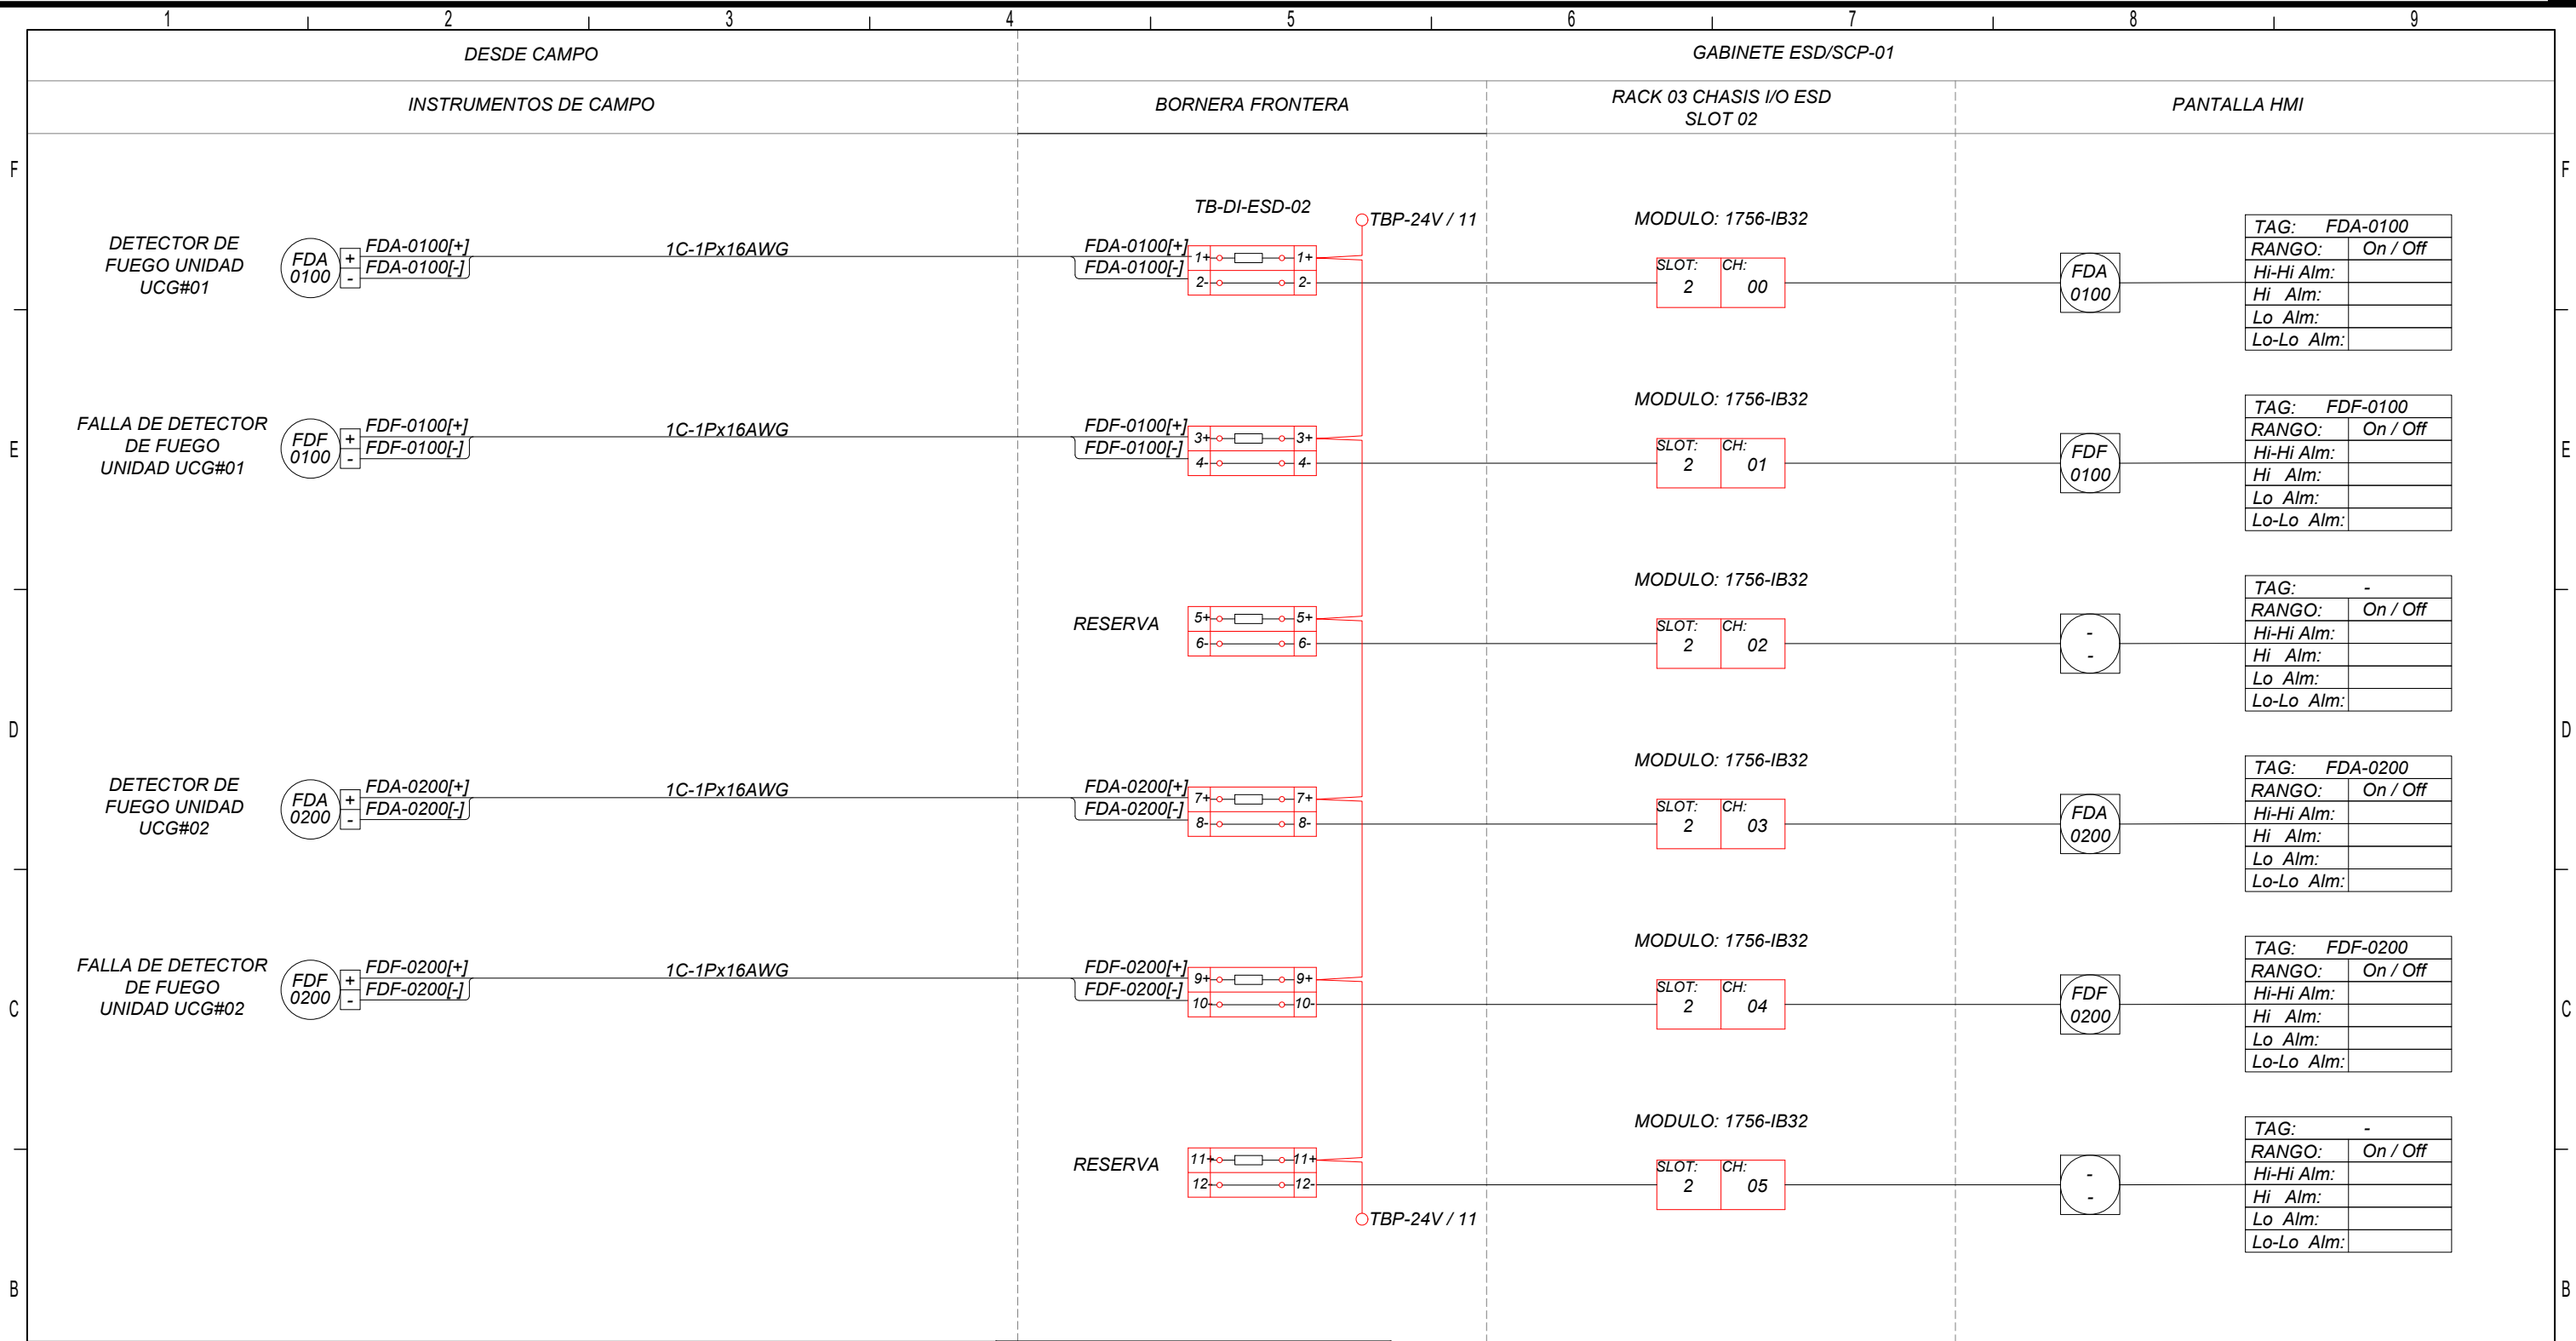 1 2 3 4 5 6 7 8 9
DESDE CAMPO
GABINETE ESD/SCP-01
INSTRUMENTOS DE CAMPO
BORNERA FRONTERA
RACK 03 CHASIS I/O ESD
SLOT 02
PANTALLA HMI
F
F
TB-DI-ESD-02
TBP-24V / 11
DETECTOR DE
FUEGO UNIDAD
UCG#01
FDA
0100
+
-
FDA-0100[+]
FDA-0100[-]
1C-1Px16AWG
FDA-0100[+]
FDA-0100[-]
1+ 1+
2- 2-
MODULO: 1756-IB32
SLOT: CH:
2 00
FDA
0100
TAG: FDA-0100
RANGO: On / Off
Hi-Hi Alm:
Hi Alm:
Lo Alm:
Lo-Lo Alm:
E
E
FALLA DE DETECTOR
DE FUEGO
UNIDAD UCG#01
FDF
0100
+
-
FDF-0100[+]
FDF-0100[-]
1C-1Px16AWG
FDF-0100[+]
FDF-0100[-]
3+ 3+
4- 4-
MODULO: 1756-IB32
SLOT: CH:
2 01
FDF
0100
TAG: FDF-0100
RANGO: On / Off
Hi-Hi Alm:
Hi Alm:
Lo Alm:
Lo-Lo Alm:
RESERVA
5+ 5+
6- 6-
MODULO: 1756-IB32
SLOT: CH:
2 02
-
-
TAG: -
RANGO: On / Off
Hi-Hi Alm:
Hi Alm:
Lo Alm:
Lo-Lo Alm:
D
D
DETECTOR DE
FUEGO UNIDAD
UCG#02
FDA
0200
+
-
FDA-0200[+]
FDA-0200[-]
1C-1Px16AWG
FDA-0200[+]
FDA-0200[-]
7+ 7+
8- 8-
MODULO: 1756-IB32
SLOT: CH:
2 03
FDA
0200
TAG: FDA-0200
RANGO: On / Off
Hi-Hi Alm:
Hi Alm:
Lo Alm:
Lo-Lo Alm:
FALLA DE DETECTOR
DE FUEGO
UNIDAD UCG#02
FDF
0200
+
-
FDF-0200[+]
FDF-0200[-]
1C-1Px16AWG
FDF-0200[+]
FDF-0200[-]
9+ 9+
10- 10-
MODULO: 1756-IB32
SLOT: CH:
2 04
FDF
0200
TAG: FDF-0200
RANGO: On / Off
Hi-Hi Alm:
Hi Alm:
Lo Alm:
Lo-Lo Alm:
C
C
RESERVA
11+ 11+
12- 12-
TBP-24V / 11
MODULO: 1756-IB32
SLOT: CH:
2 05
-
-
TAG: -
RANGO: On / Off
Hi-Hi Alm:
Hi Alm:
Lo Alm:
Lo-Lo Alm:
B
B